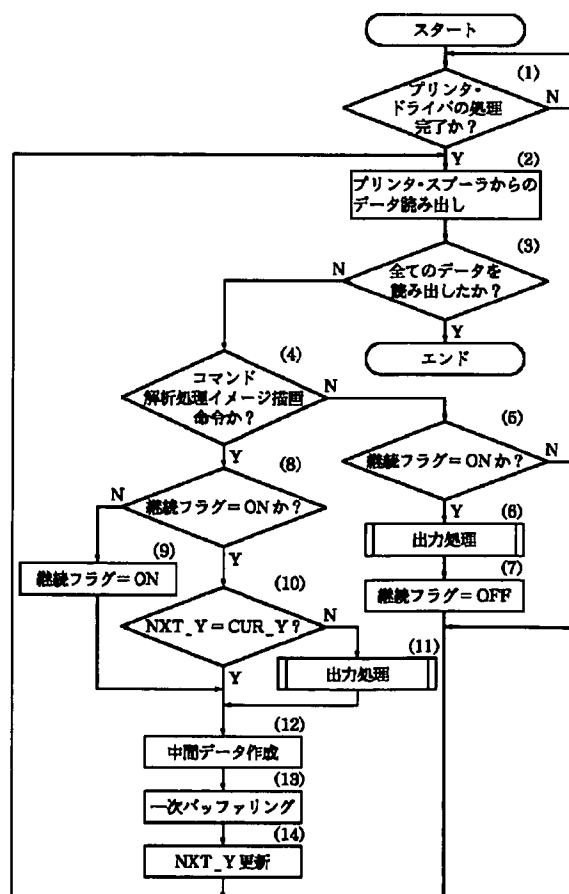 スタート
(1)
プリンタ・
ドライバの処理
完了か？
N
Y
(2)
プリンタ・スプーラからの
データ読み出し
(3)
全てのデータを
読み出したか？
N
Y
エンド
(4)
コマンド
解析処理イメージ描画
命令か？
N
Y
(5)
継続フラグ＝ONか？
N
Y
(6)
出力処理
(7)
継続フラグ＝OFF
(8)
継続フラグ＝ONか？
N
Y
(9)
継続フラグ＝ON
(10)
NXT_Y＝CUR_Y？
N
Y
(11)
出力処理
(12)
中間データ作成
(13)
一次バッファリング
(14)
NXT_Y 更新